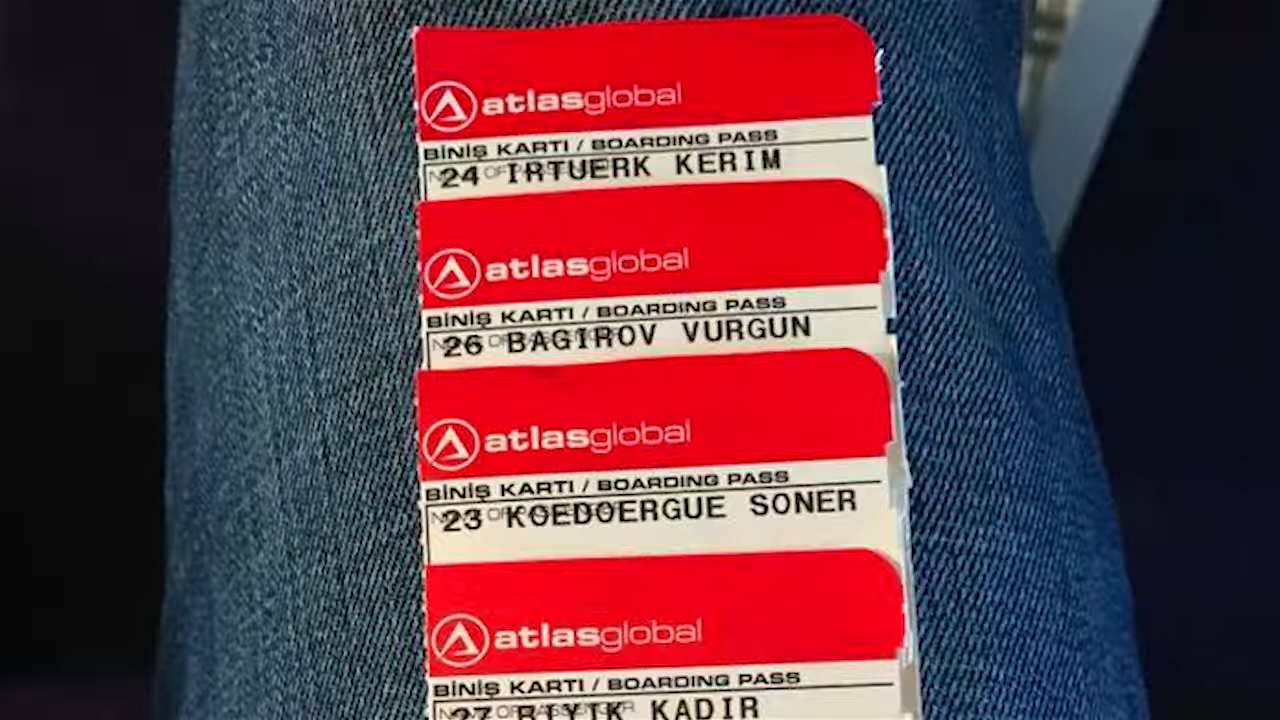 atlasglobal
BİNİŞ KARTI / BOARDING PASS
24 IRTUERK KERIM
atlasglobal
BİNİŞ KARTI / BOARDING PASS
26 BAGIROV VURGUN
atlasglobal
BİNİŞ KARTI / BOARDING PASS
23 KOEDOERGUE SONER
atlasglobal
BİNİŞ KARTI / BOARDING PASS
27 BIYIK KADIR